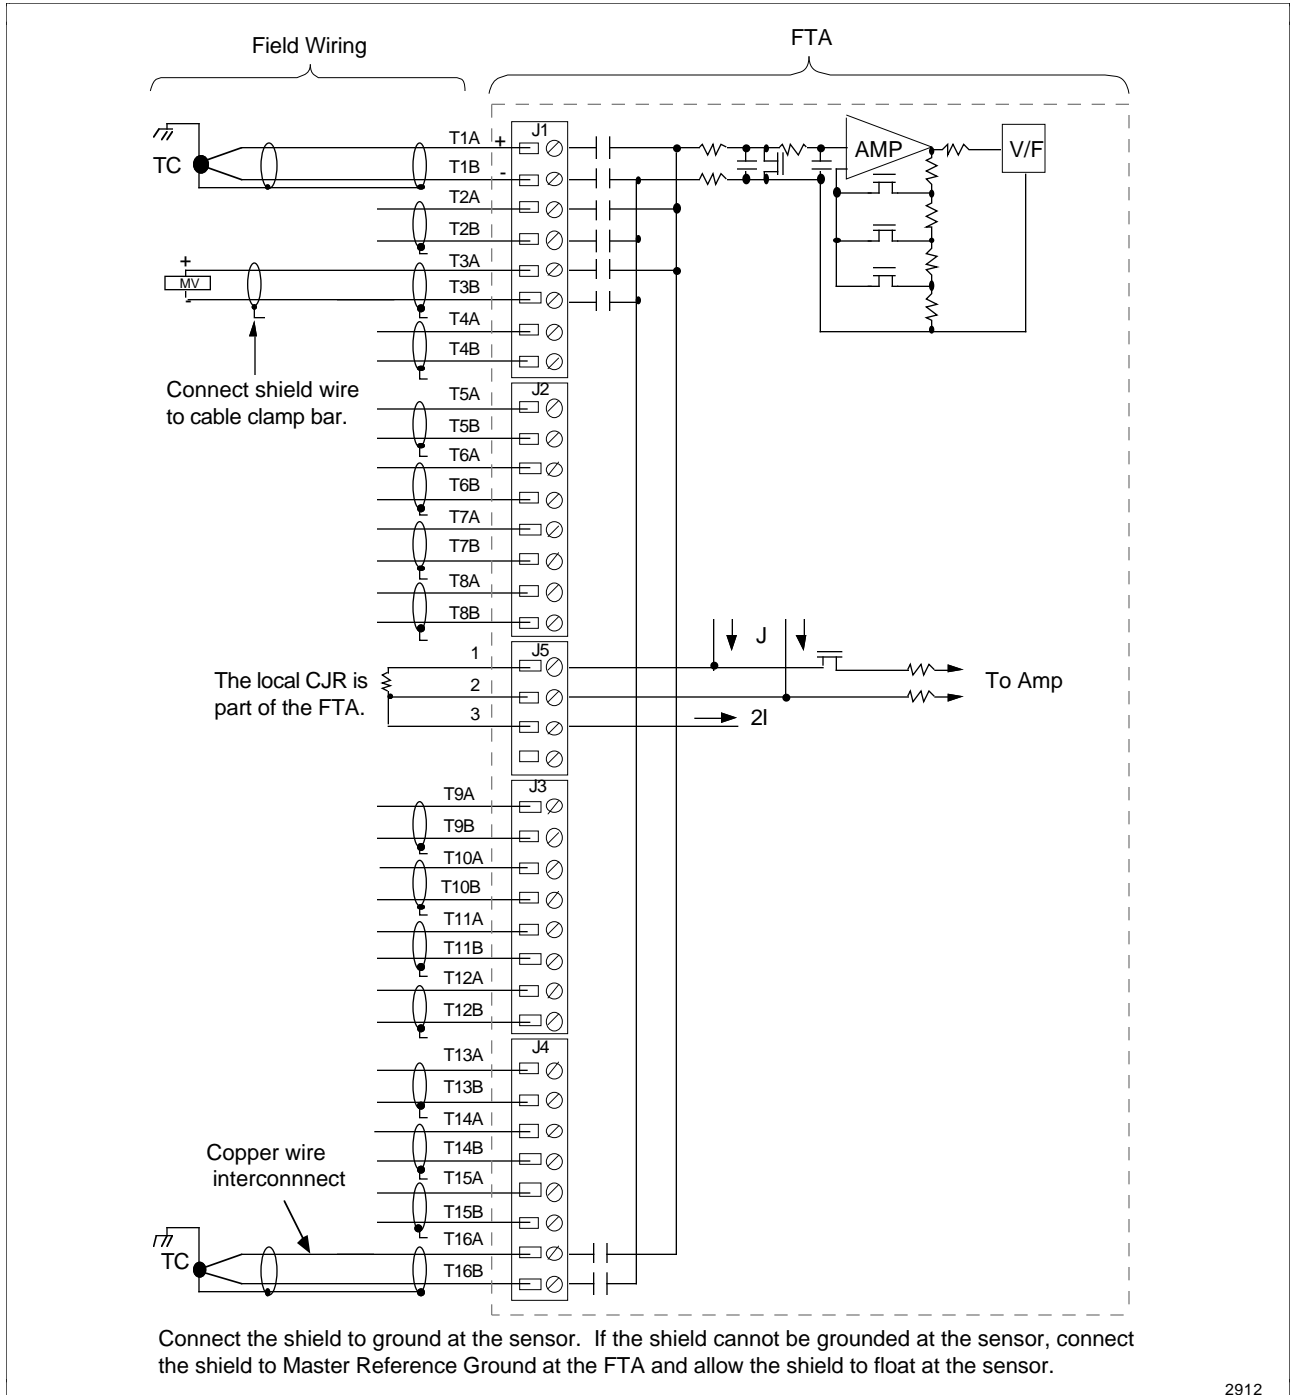 Field Wiring
FTA
T1A
+
J1
TC
T1B
-
AMP
V/F
T2A
T2B
+
T3A
MV
-
T3B
T4A
T4B
Connect shield wire
to cable clamp bar.
J2
T5A
T5B
T6A
T6B
T7A
T7B
T8A
T8B
J5
J
1
The local CJR is
part of the FTA.
2
To Amp
3
2I
J3
T9A
T9B
T10A
T10B
T11A
T11B
T12A
T12B
J4
T13A
T13B
T14A
Copper wire
interconnnect
T14B
T15A
T15B
T16A
TC
T16B
Connect the shield to ground at the sensor. If the shield cannot be grounded at the sensor, connect
the shield to Master Reference Ground at the FTA and allow the shield to float at the sensor.
2912